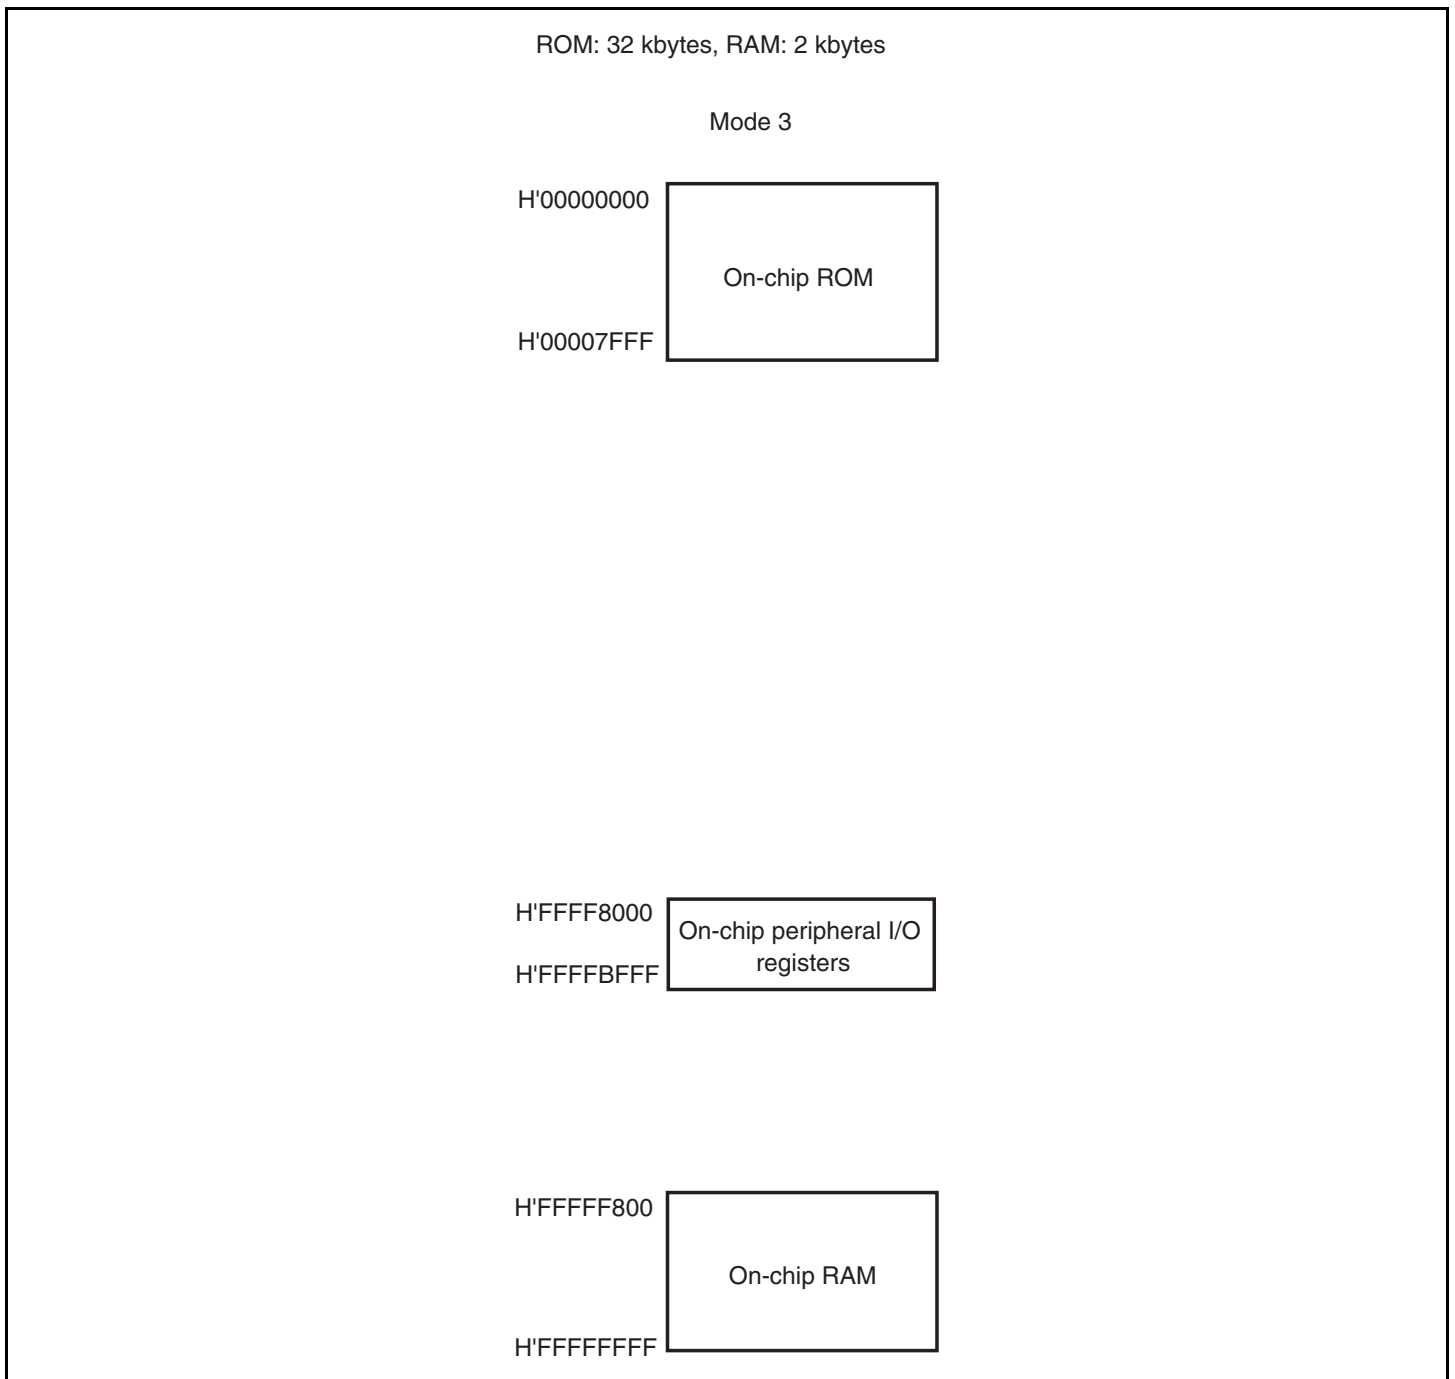 ROM: 32 kbytes, RAM: 2 kbytes
Mode 3
H'00000000
On-chip ROM
H'00007FFF
H'FFFF8000
On-chip peripheral I/O
registers
H'FFFFBFFF
H'FFFFF800
On-chip RAM
H'FFFFFFFF